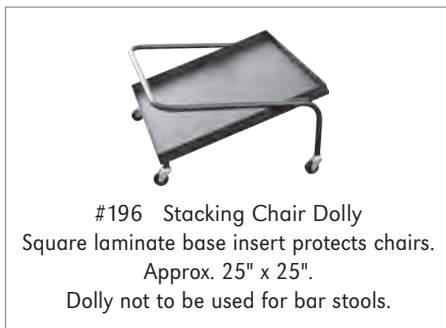 #196 Stacking Chair Dolly
Square laminate base insert protects chairs.
Approx. 25" x 25".
Dolly not to be used for bar stools.